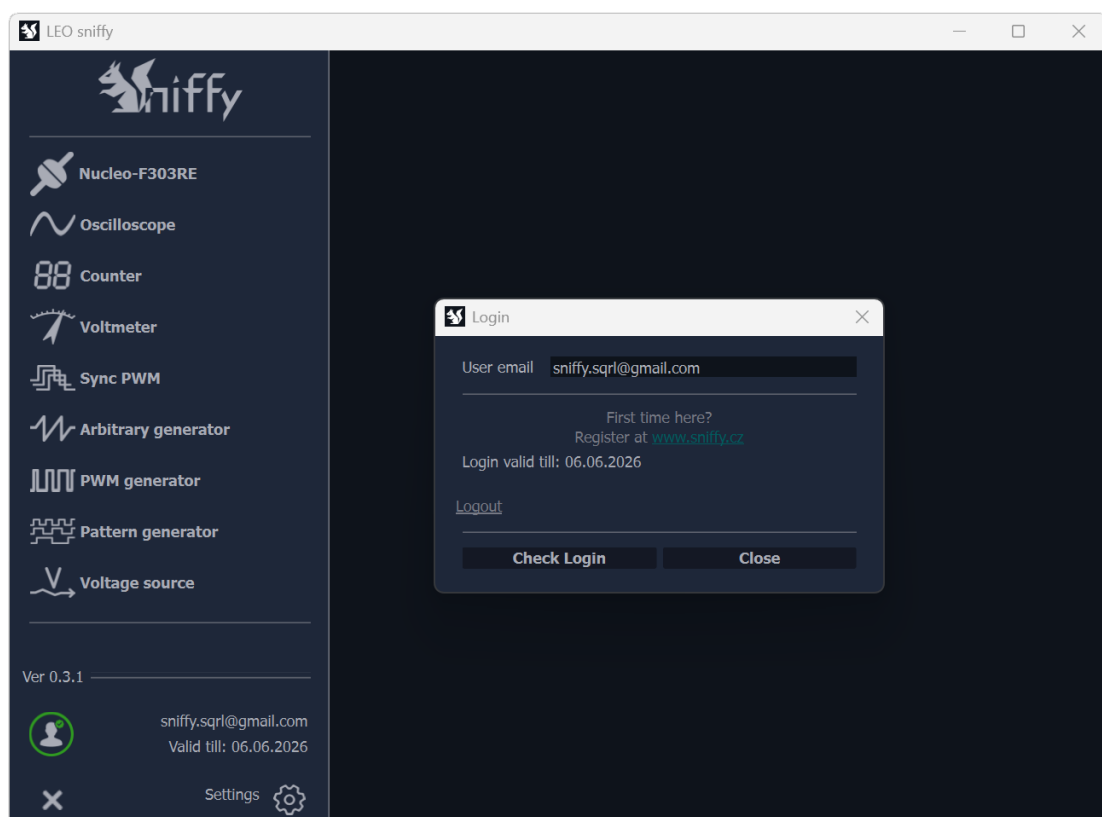 LEO sniffy
Sniffy
Nucleo-F303RE
Oscilloscope
88 Counter
Voltmeter
Sync PWM
Arbitrary generator
PWM generator
Pattern generator
V Voltage source
Ver 0.3.1
sniffy.sqrl@gmail.com
Valid till: 06.06.2026
Settings
Login
User email sniffy.sqrl@gmail.com
First time here?
Register at www.sniffy.cz
Login valid till: 06.06.2026
Logout
Check Login Close